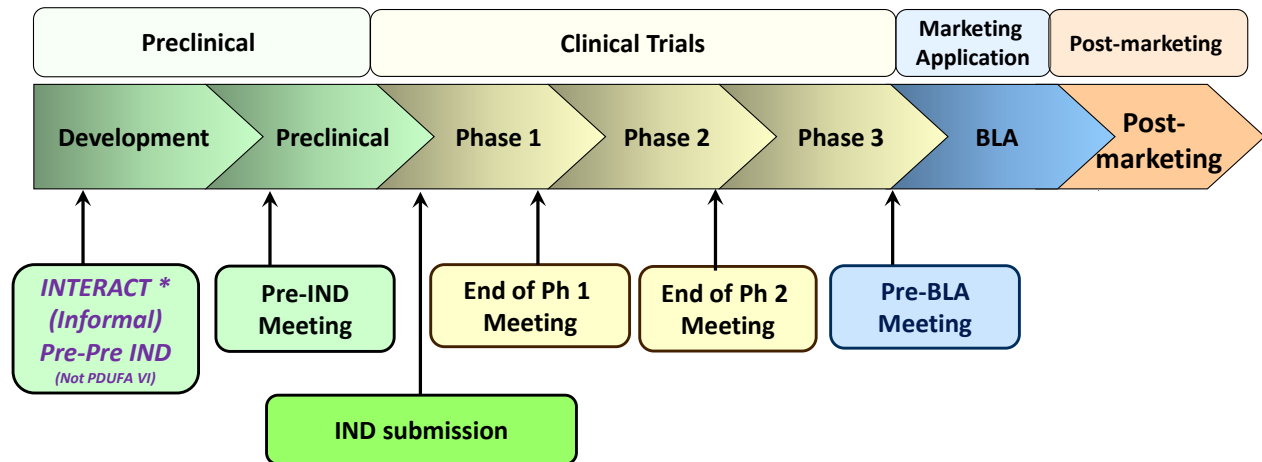 Preclinical
Clinical Trials
Marketing
Application
Post-marketing
Development
Preclinical
Phase 1
Phase 2
Phase 3
BLA
Post-
marketing
INTERACT *
(Informal)
Pre-Pre IND
(Not PDUFA VI)
Pre-IND
Meeting
End of Ph 1
Meeting
End of Ph 2
Meeting
Pre-BLA
Meeting
IND submission